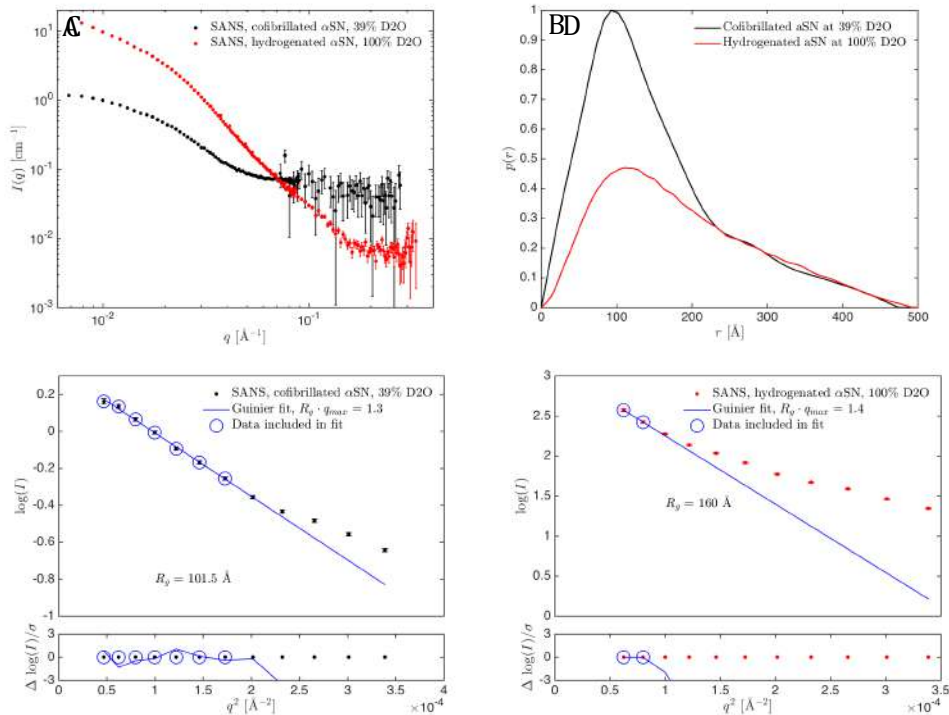 AC
SANS, cofibrillated αSN, 39% D2O
SANS, hydrogenated αSN, 100% D2O
10^1
10^0
10^-1
10^-2
10^-3
I(q) [cm^-1]
10^-2
10^-1
q [Å^-1]
BD
Cofibrillated aSN at 39% D2O
Hydrogenated aSN at 100% D2O
1
0.9
0.8
0.7
0.6
0.5
0.4
0.3
0.2
0.1
0
p(r)
0 100 200 300 400 500
r [Å]
SANS, cofibrillated αSN, 39% D2O
Guinier fit, R_g · q_max = 1.3
Data included in fit
0.2
0
-0.2
-0.4
-0.6
-0.8
-1
log(I)
R_g = 101.5 Å
3
0
-3
Δ log(I)/σ
0 0.5 1 1.5 2 2.5 3 3.5 4
q^2 [Å^-2]
×10^-4
SANS, hydrogenated αSN, 100% D2O
Guinier fit, R_g · q_max = 1.4
Data included in fit
3
2.5
2
1.5
1
0.5
0
log(I)
R_g = 160 Å
3
0
-3
Δ log(I)/σ
0 0.5 1 1.5 2 2.5 3 3.5
q^2 [Å^-2]
×10^-4